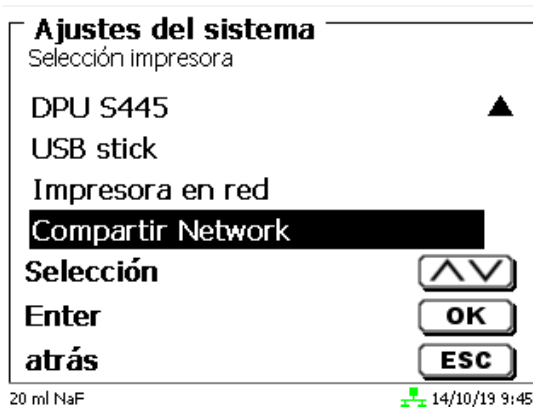 Ajustes del sistema
Selección impresora
DPU S445
USB stick
Impresora en red
Compartir Network
Selección
Enter OK
atrás ESC
20 ml NaF 14/10/19 9:45